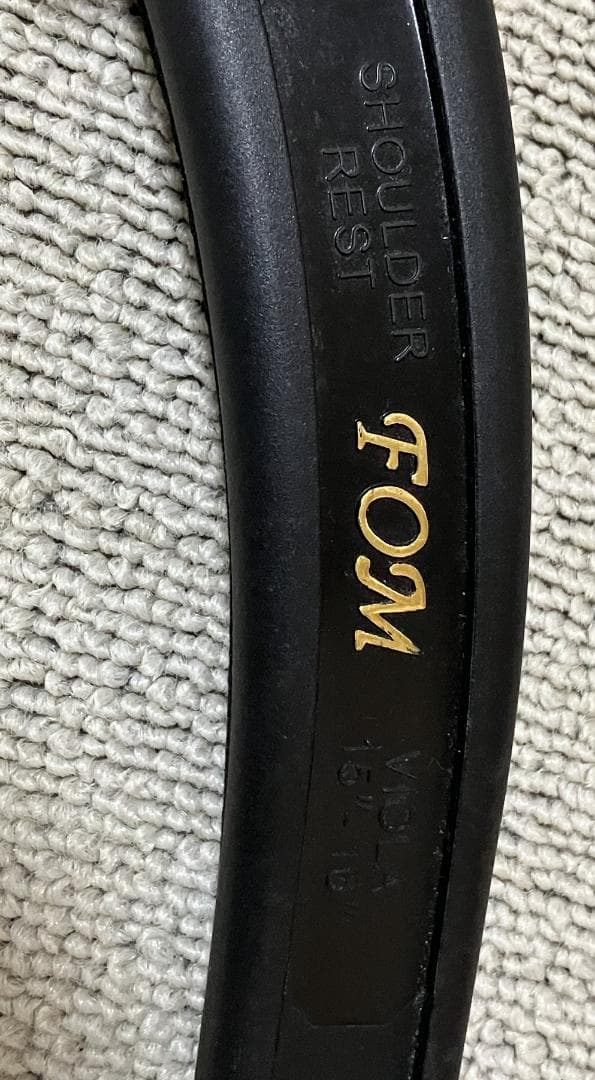 SHOULDER
REST
FOM
VIOLA
15"-16"